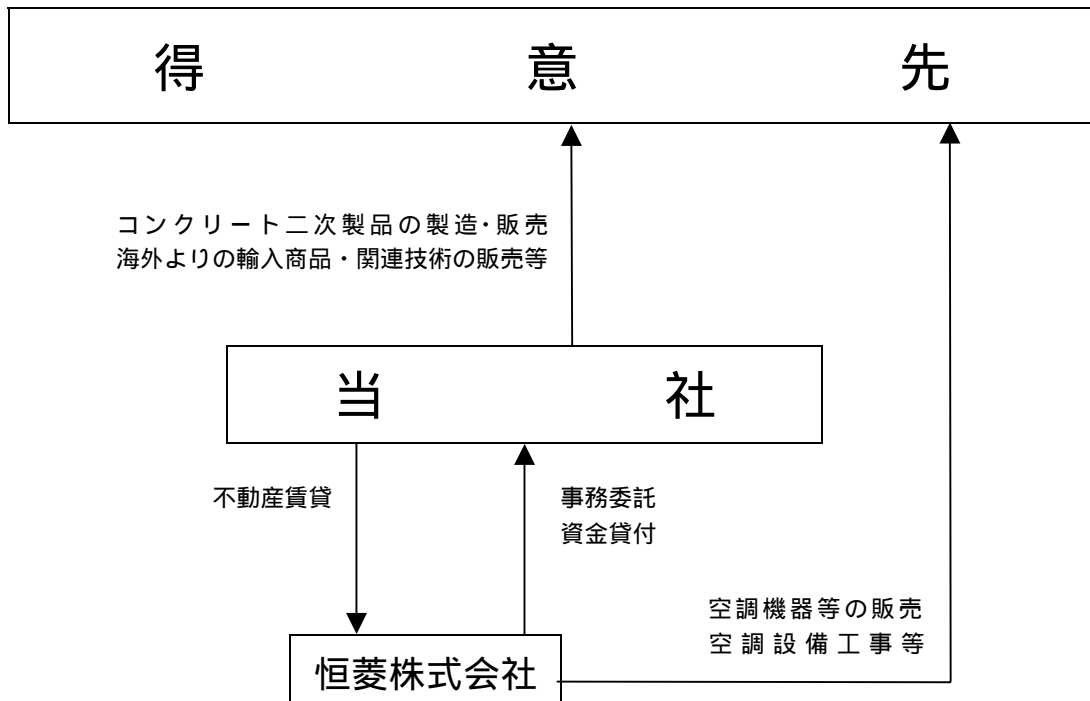 得意先
コンクリート二次製品の製造・販売
海外よりの輸入商品・関連技術の販売等
当社
不動産賃貸
事務委託
資金貸付
空調機器等の販売
空調設備工事等
恒菱株式会社